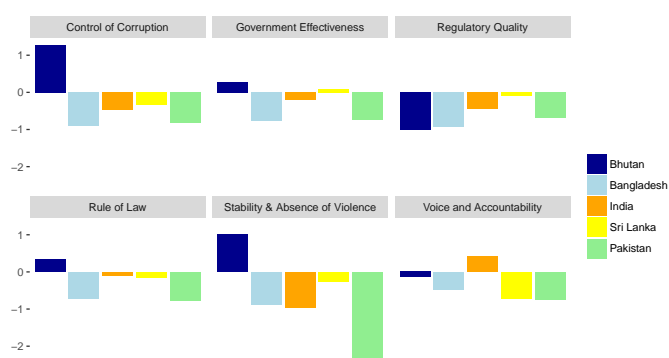 Control of Corruption
Government Effectiveness
Regulatory Quality
1
0
−1
−2
Rule of Law
Stability & Absence of Violence
Voice and Accountability
1
0
−1
−2
Bhutan
Bangladesh
India
Sri Lanka
Pakistan